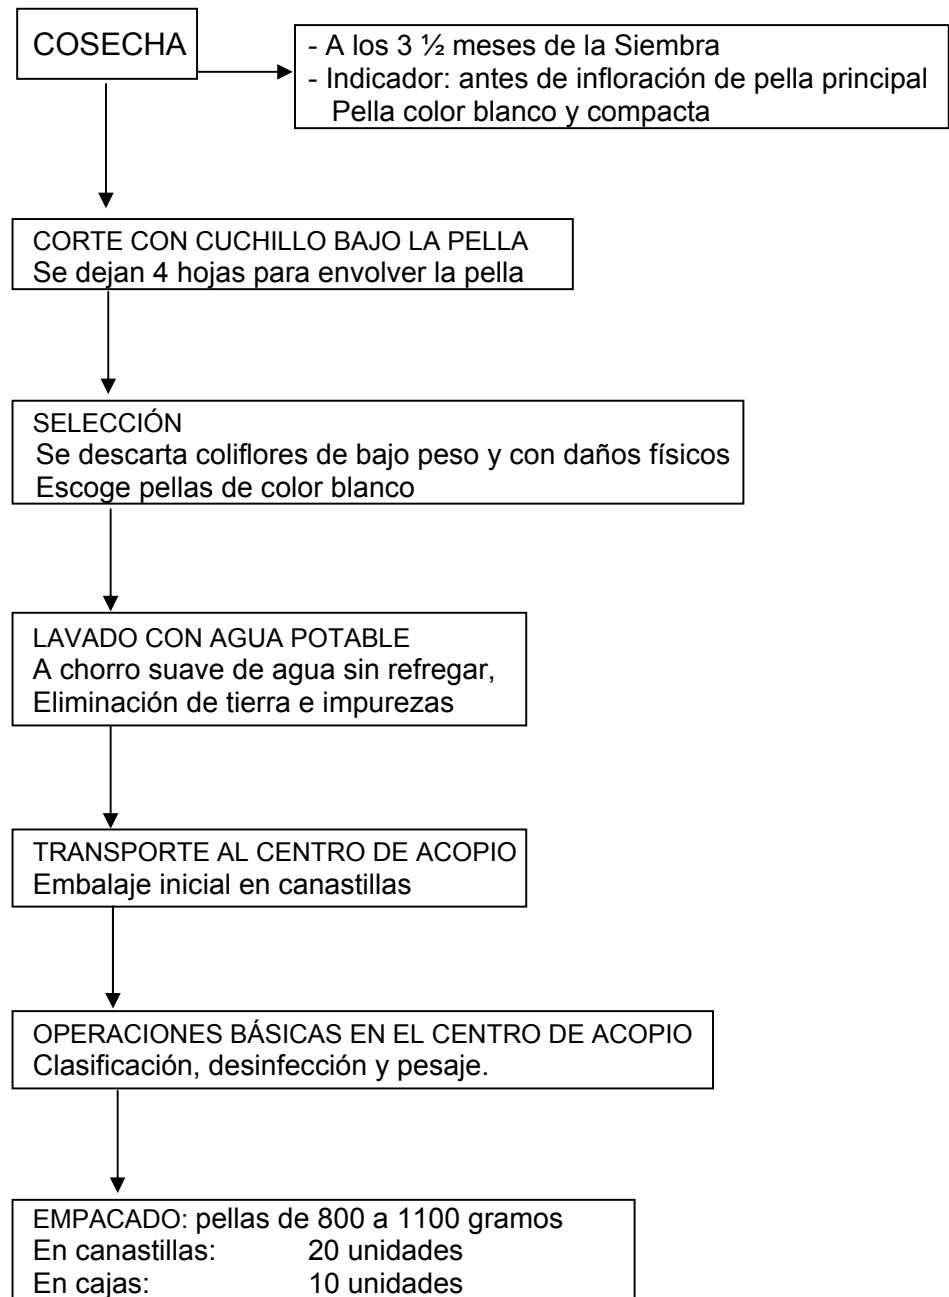 COSECHA
- A los 3 ½ meses de la Siembra
- Indicador: antes de infloración de pella principal
Pella color blanco y compacta
CORTE CON CUCHILLO BAJO LA PELLA
Se dejan 4 hojas para envolver la pella
SELECCIÓN
Se descarta coliflores de bajo peso y con daños físicos
Escoge pellas de color blanco
LAVADO CON AGUA POTABLE
A chorro suave de agua sin refregar,
Eliminación de tierra e impurezas
TRANSPORTE AL CENTRO DE ACOPIO
Embalaje inicial en canastillas
OPERACIONES BÁSICAS EN EL CENTRO DE ACOPIO
Clasificación, desinfección y pesaje.
EMPACADO: pellas de 800 a 1100 gramos
En canastillas: 20 unidades
En cajas: 10 unidades